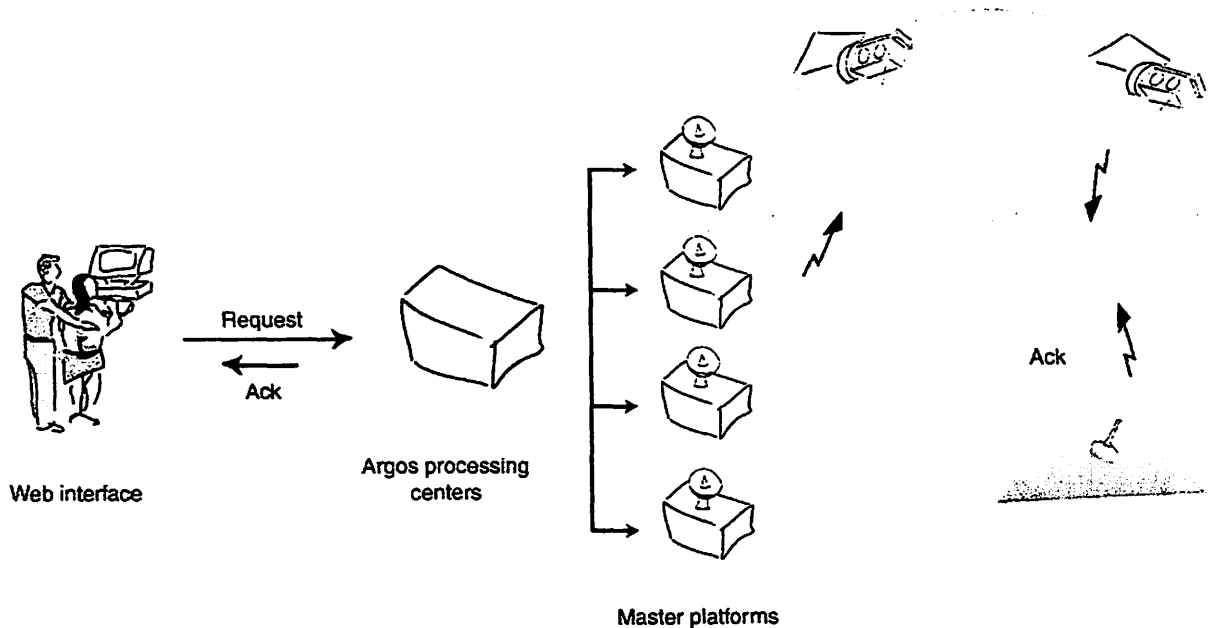 Request
Ack
Ack
Web interface
Argos processing
centers
Master platforms